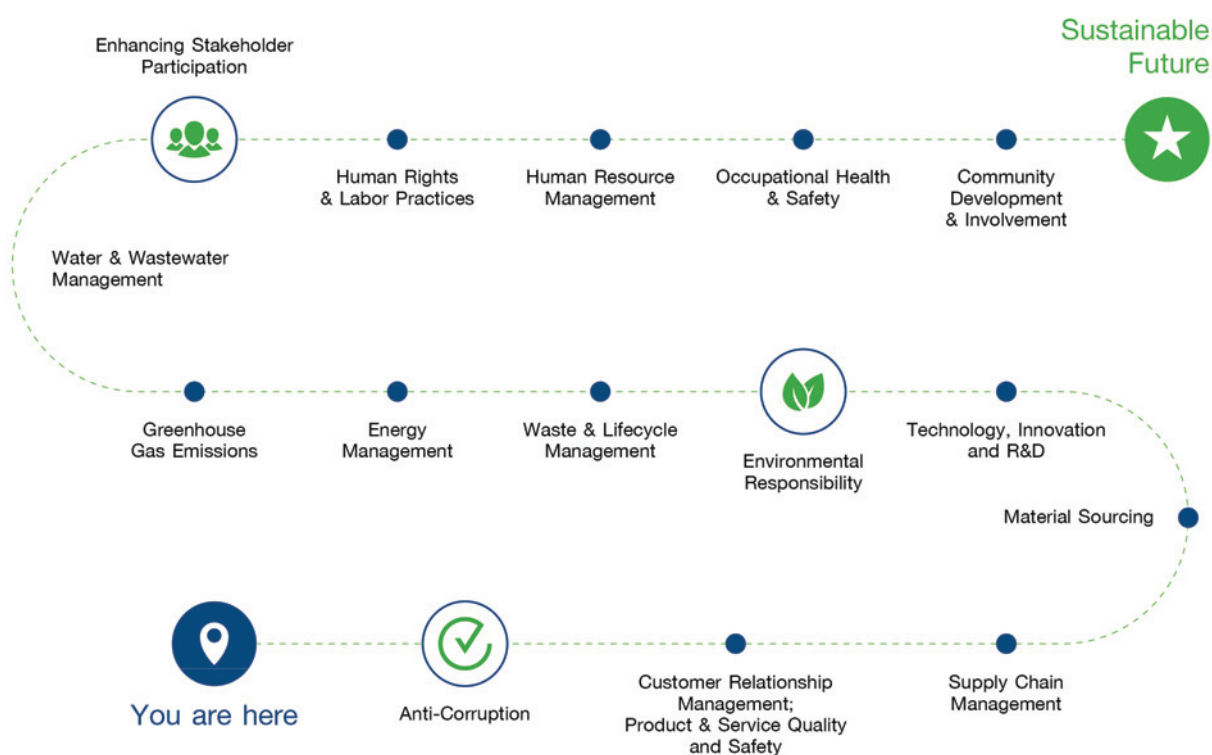 Enhancing Stakeholder
Participation
Sustainable
Future
Human Rights
& Labor Practices
Human Resource
Management
Occupational Health
& Safety
Community
Development
& Involvement
Water & Wastewater
Management
Greenhouse
Gas Emissions
Energy
Management
Waste & Lifecycle
Management
Environmental
Responsibility
Technology, Innovation
and R&D
Material Sourcing
You are here
Anti-Corruption
Customer Relationship
Management;
Product & Service Quality
and Safety
Supply Chain
Management